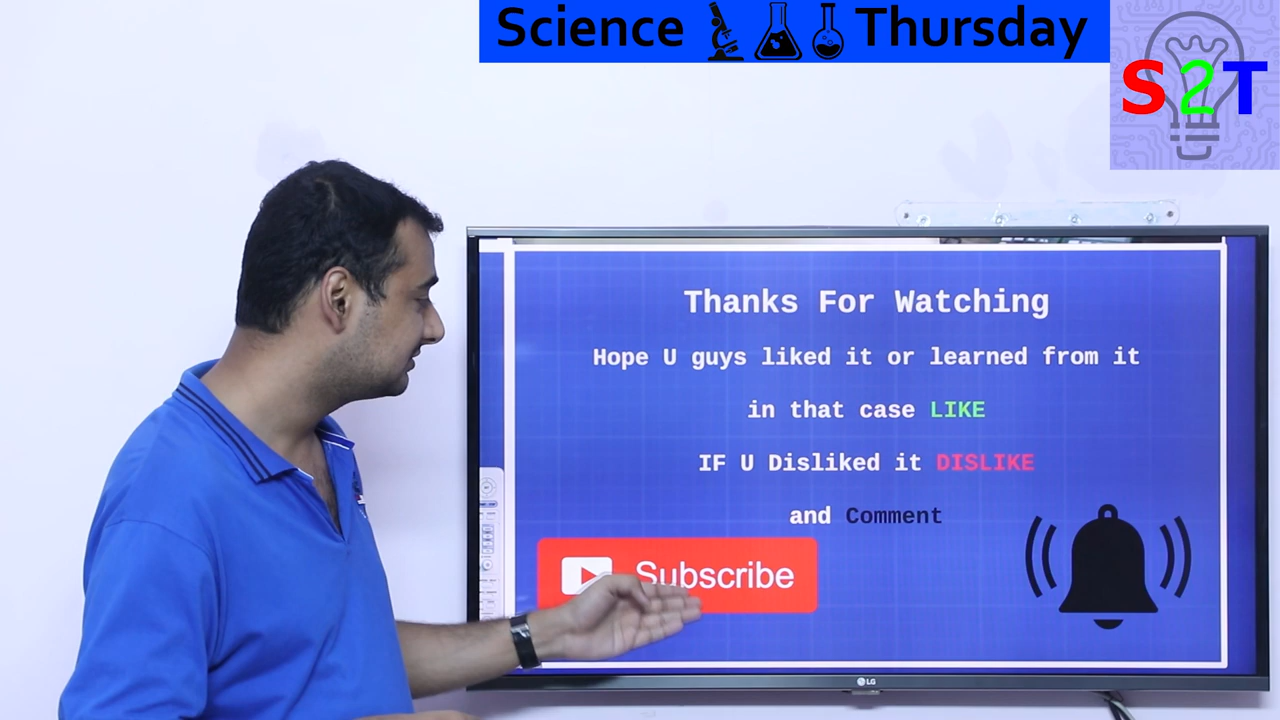 Science Thursday
S2T
Thanks For Watching
Hope U guys liked it or learned from it
in that case LIKE
IF U Disliked it DISLIKE
and Comment
Subscribe
LG